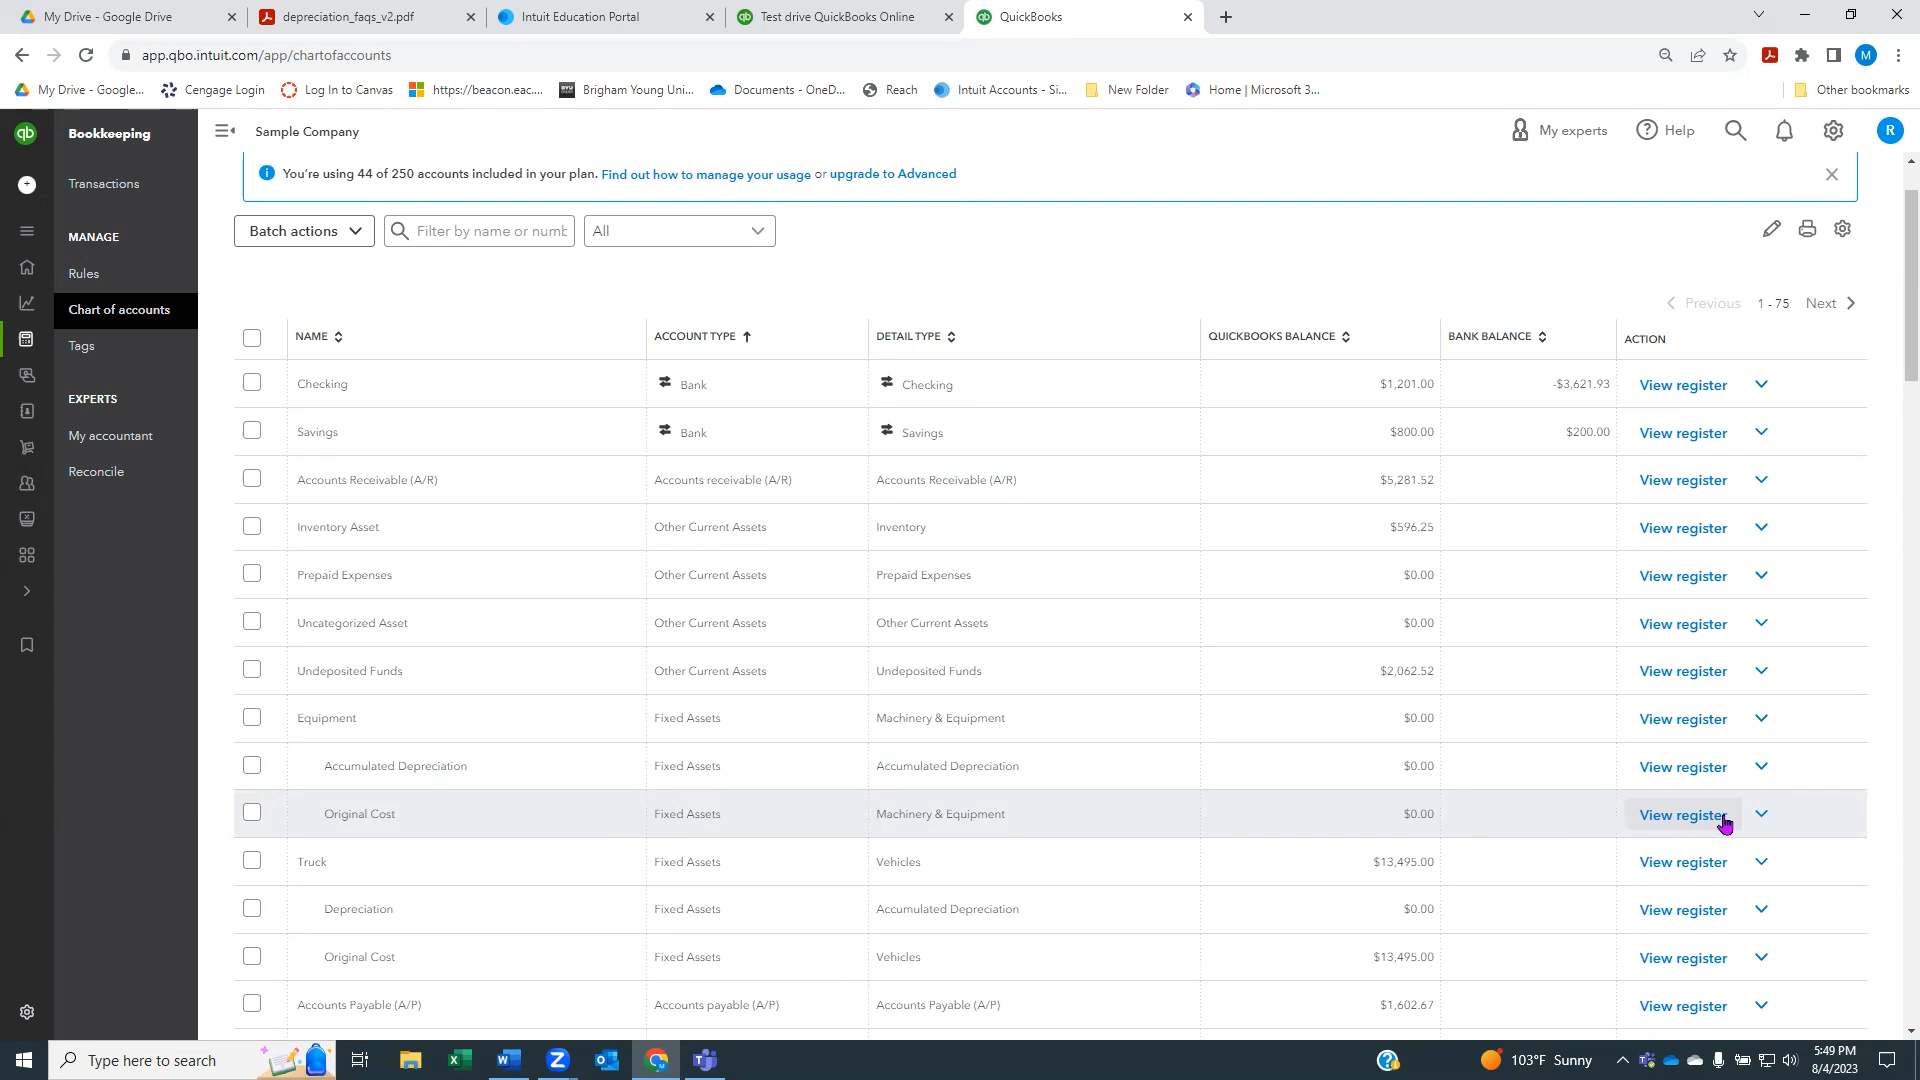 My Drive - Google Drive
depreciation_faqs_v2.pdf
Intuit Education Portal
Test drive QuickBooks Online
QuickBooks
app.qbo.intuit.com/app/chartofaccounts
M
My Drive - Google...
Cengage Login
Log In to Canvas
https://beacon.eac....
Brigham Young Uni...
Documents - OneD...
Reach
Intuit Accounts - Si...
New Folder
Home | Microsoft 3...
Other bookmarks
qb
Bookkeeping
Sample Company
My experts
Help
R
Transactions
MANAGE
Rules
Chart of accounts
Tags
EXPERTS
My accountant
Reconcile
You're using 44 of 250 accounts included in your plan. Find out how to manage your usage or upgrade to Advanced
Batch actions
Filter by name or numb
All
Previous 1 - 75 Next
NAME ACCOUNT TYPE DETAIL TYPE QUICKBOOKS BALANCE BANK BALANCE ACTION
Checking Bank Checking $1,201.00 -$3,621.93 View register
Savings Bank Savings $800.00 $200.00 View register
Accounts Receivable (A/R) Accounts receivable (A/R) Accounts Receivable (A/R) $5,281.52 View register
Inventory Asset Other Current Assets Inventory $596.25 View register
Prepaid Expenses Other Current Assets Prepaid Expenses $0.00 View register
Uncategorized Asset Other Current Assets Other Current Assets $0.00 View register
Undeposited Funds Other Current Assets Undeposited Funds $2,062.52 View register
Equipment Fixed Assets Machinery & Equipment $0.00 View register
Accumulated Depreciation Fixed Assets Accumulated Depreciation $0.00 View register
Original Cost Fixed Assets Machinery & Equipment $0.00 View register
Truck Fixed Assets Vehicles $13,495.00 View register
Depreciation Fixed Assets Accumulated Depreciation $0.00 View register
Original Cost Fixed Assets Vehicles $13,495.00 View register
Accounts Payable (A/P) Accounts payable (A/P) Accounts Payable (A/P) $1,602.67 View register
Type here to search
103°F Sunny
5:49 PM
8/4/2023